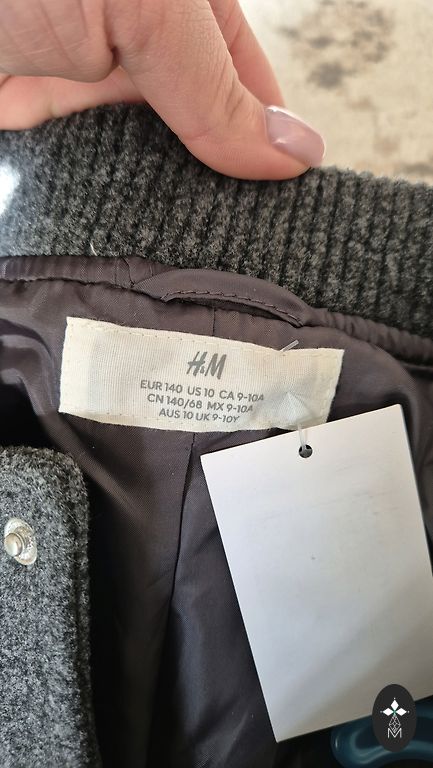 H&M
EUR 140 US 10 CA 9-10A
CN 140/68 MX 9-10A
AUS 10 UK 9-10Y
M